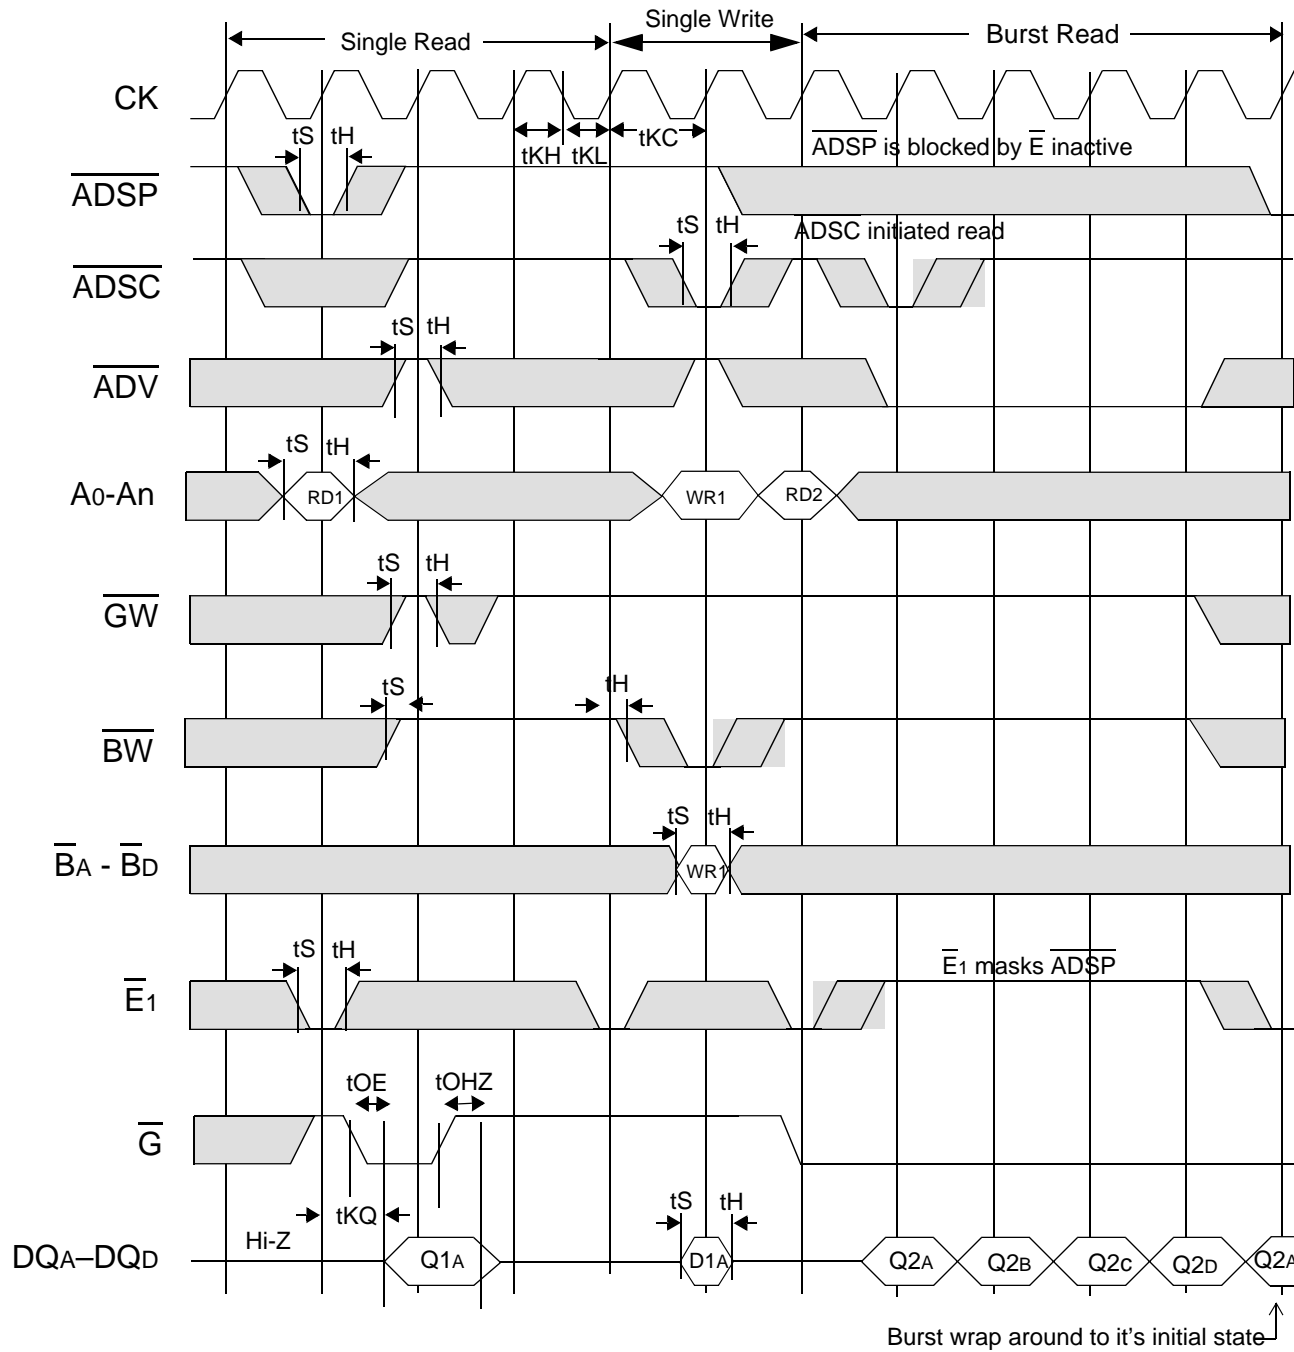 Single Read
Single Write
Burst Read
CK
tS tH
tKH tKL tKC
ADSP is blocked by E inactive
ADSP
tS tH
ADSC initiated read
ADSC
tS tH
ADV
tS tH
A0-An
RD1 WR1 RD2
tS tH
GW
tS tH
BW
tS tH
BA - BD
WR1
tS tH
E1 masks ADSP
E1
tOE tOHZ
G
tS tH
tKQ
Hi-Z
DQA–DQD
Q1A D1A Q2A Q2B Q2C Q2D Q2A
Burst wrap around to it's initial state